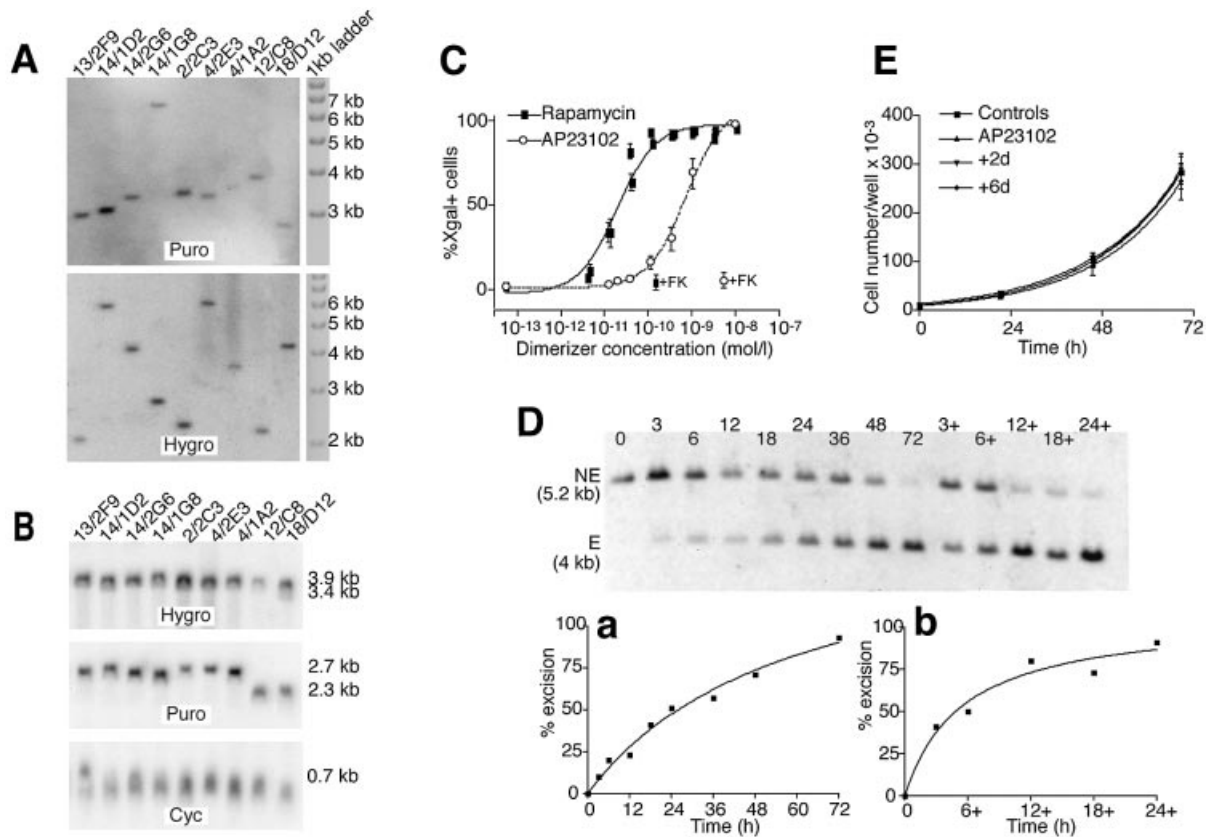 A
13/2F9
14/1D2
14/2G6
14/1G8
2/2C3
4/2E3
4/1A2
12/C8
18/D12
1kb ladder
7 kb
6 kb
5 kb
4 kb
3 kb
Puro
6 kb
5 kb
4 kb
3 kb
2 kb
Hygro
B
13/2F9
14/1D2
14/2G6
14/1G8
2/2C3
4/2E3
4/1A2
12/C8
18/D12
3.9 kb
3.4 kb
Hygro
2.7 kb
2.3 kb
Puro
0.7 kb
Cyc
C
Rapamycin
AP23102
100
50
0
%Xgal+ cellls
+FK
+FK
10-13 10-12 10-11 10-10 10-9 10-8 10-7
Dimerizer concentration (mol/l)
E
Controls
AP23102
+2d
+6d
400
300
200
100
0
Cell number/well x 10-3
0 24 48 72
Time (h)
D
0 3 6 12 18 24 36 48 72 3+ 6+ 12+ 18+ 24+
NE
(5.2 kb)
E
(4 kb)
a
100
75
50
25
0
% excision
0 12 24 36 48 60 72
Time (h)
b
100
75
50
25
0
% excision
0 6+ 12+ 18+ 24+
Time (h)